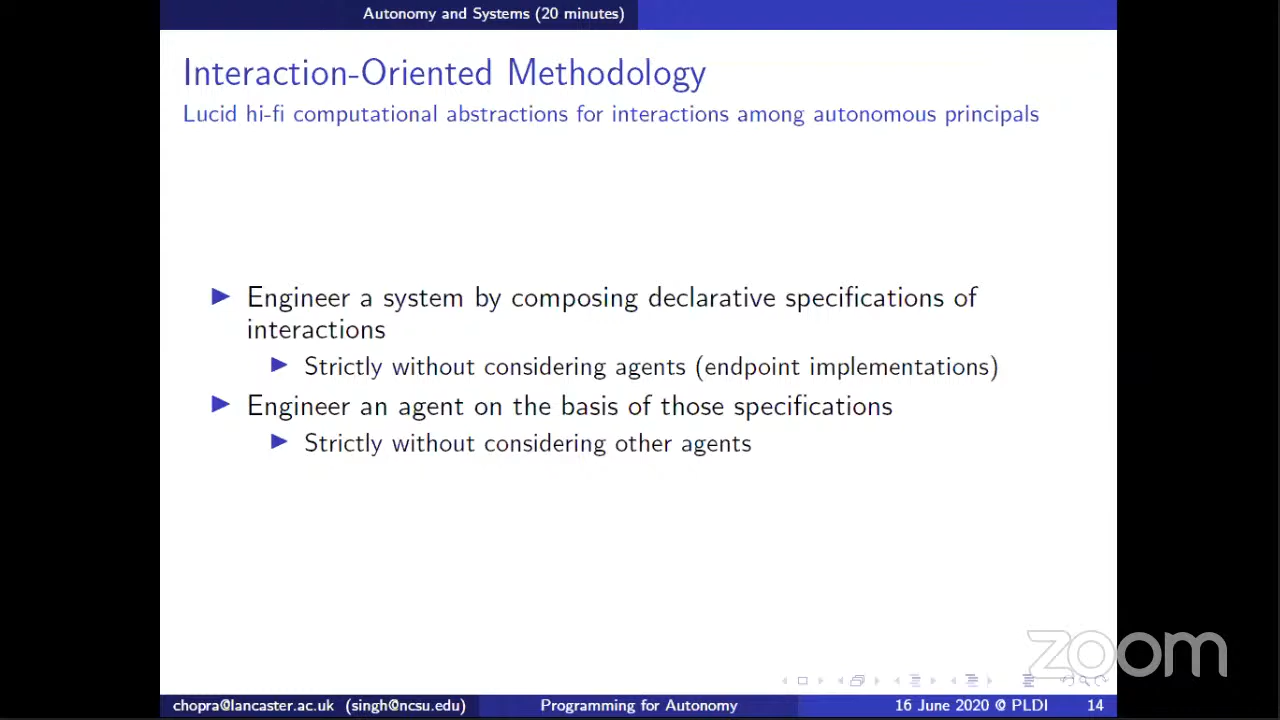 Autonomy and Systems (20 minutes)
Interaction-Oriented Methodology
Lucid hi-fi computational abstractions for interactions among autonomous principals
Engineer a system by composing declarative specifications of
interactions
Strictly without considering agents (endpoint implementations)
Engineer an agent on the basis of those specifications
Strictly without considering other agents
zoom
chopra@lancaster.ac.uk (singh@ncsu.edu) Programming for Autonomy 16 June 2020 @ PLDI 14